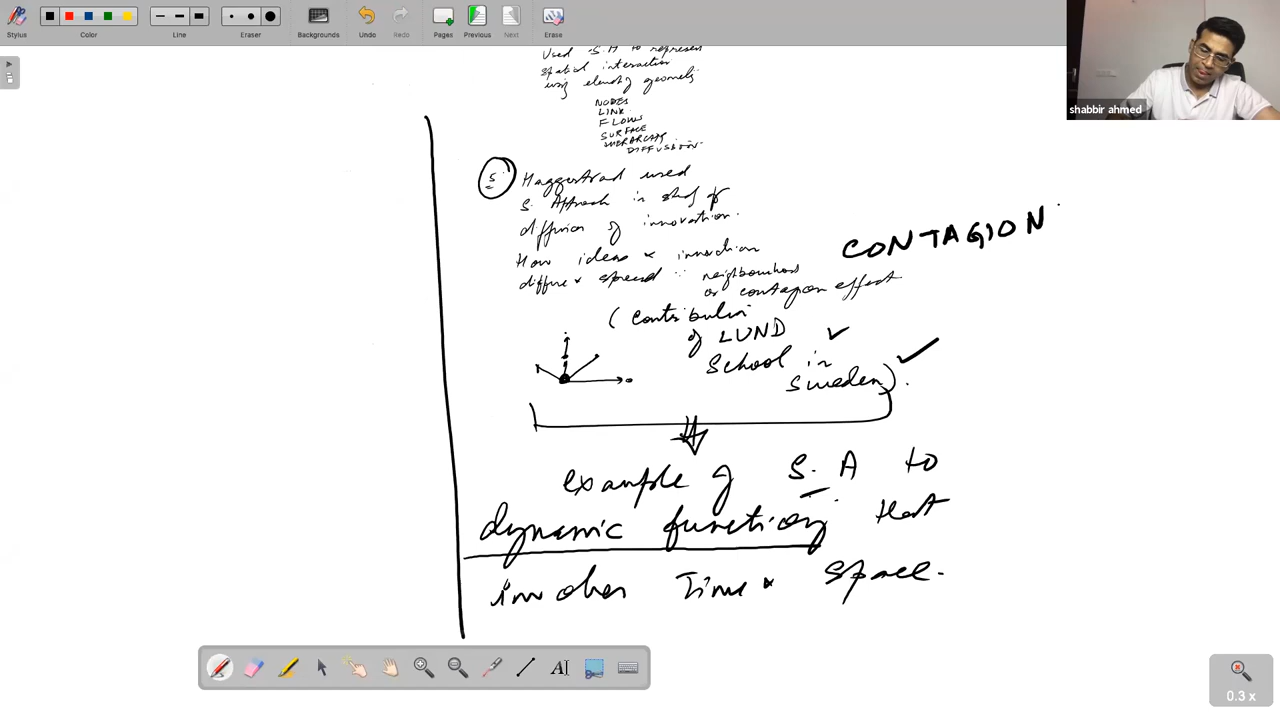 Stylus
Color
Line
Eraser
Backgrounds
Undo
Redo
Pages
Previous
Next
Erase
shabbir ahmed
Used S.A to represent
spatial interaction
using geometry
NODES
LINK
FLOWS
SURFACE
HIERARCHY
DIFFUSION
5. Haggerstrad used
S. Approach in study of
diffusion of innovation.
How ideas & innovation
diffuse & spread ∵ neighbourhood
or contagion effect
CONTAGION
(contribution
of LUND
School in
Sweden).
example of S.A to
dynamic function that
involves Time & Space.
AI
0.3 x